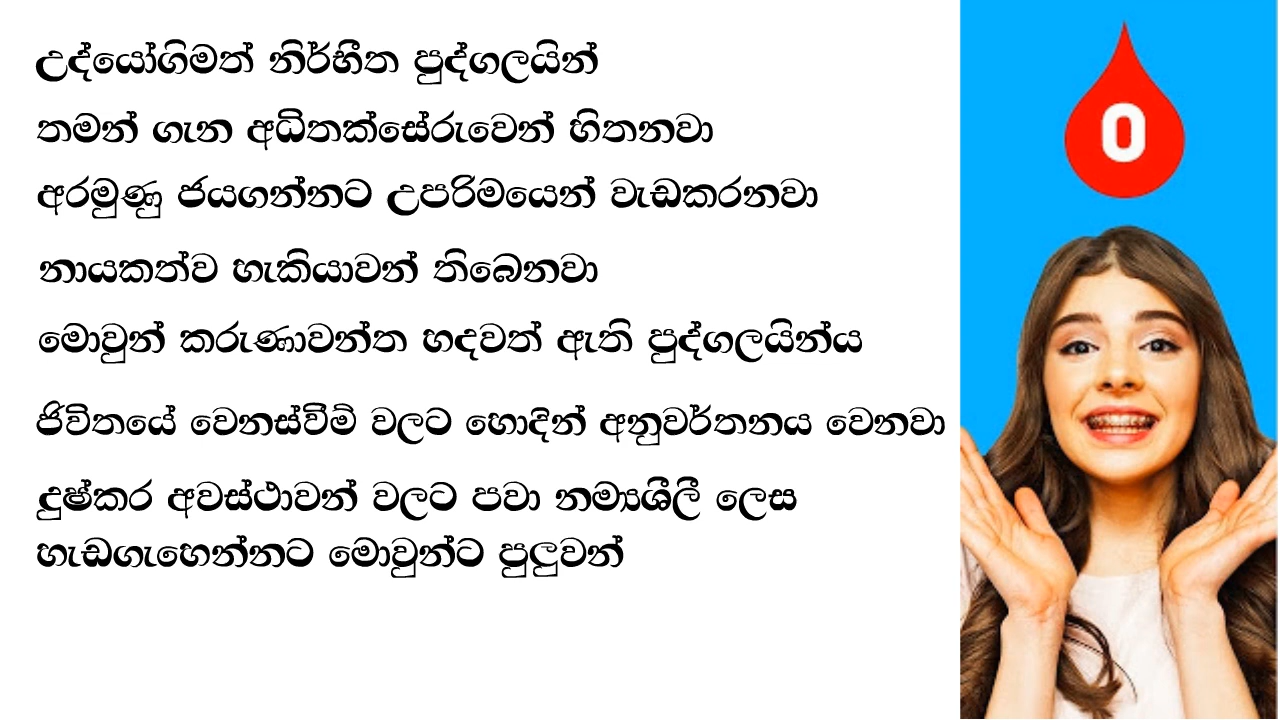 උද්යෝගිමත් නිර්භීත පුද්ගලයින්
තමන් ගැන අධිතක්සේරුවෙන් හිතනවා
අරමුණු ජයගන්නට උපරිමයෙන් වැඩකරනවා
නායකත්ව හැකියාවන් තිබෙනවා
මොවුන් කරුණාවන්ත හදවත් ඇති පුද්ගලයින්ය
ජිවිතයේ වෙනස්වීම් වලට හොදින් අනුවර්තනය වෙනවා
දුෂ්කර අවස්ථාවන් වලට පවා නම්‍යශීලී ලෙස
හැඩගැහෙන්නට මොවුන්ට පුලුවන්
O